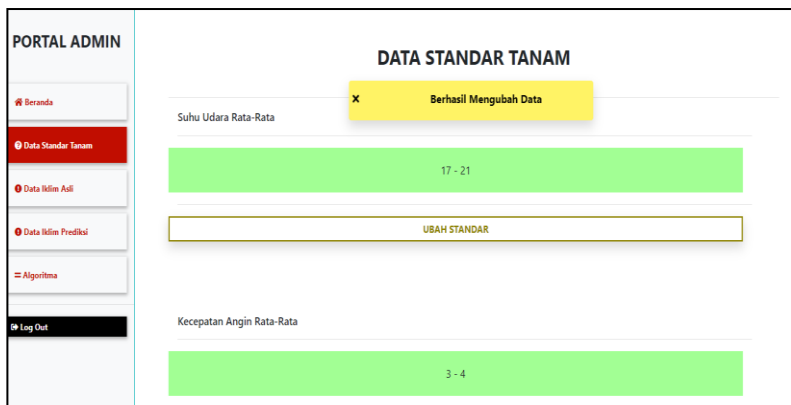 PORTAL ADMIN
Beranda
Data Standar Tanam
Data Iklim Asli
Data Iklim Prediksi
Algoritma
Log Out
DATA STANDAR TANAM
Berhasil Mengubah Data
Suhu Udara Rata-Rata
17 - 21
UBAH STANDAR
Kecepatan Angin Rata-Rata
3 - 4